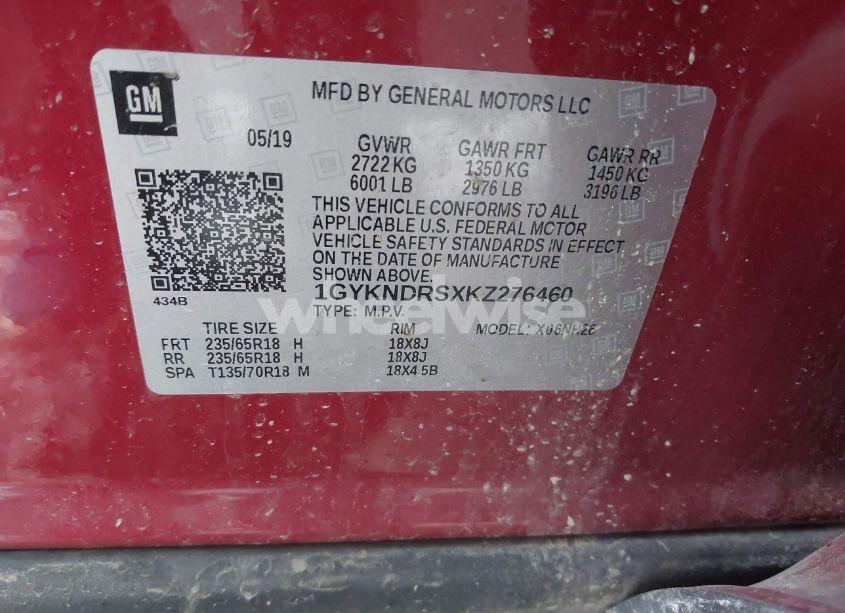 GM
MFD BY GENERAL MOTORS LLC
05/19 GVWR GAWR FRT GAWR RR
2722 KG 1350 KG 1450 KG
6001 LB 2976 LB 3196 LB
THIS VEHICLE CONFORMS TO ALL
APPLICABLE U.S. FEDERAL MOTOR
VEHICLE SAFETY STANDARDS IN EFFECT
ON THE DATE OF MANUFACTURE
SHOWN ABOVE.
434B
1GYKNDRSXKZ276460
TYPE: M.P.V. MODEL:
wheelwise
TIRE SIZE RIM
FRT 235/65R18 H 18X8J
RR 235/65R18 H 18X8J
SPA T135/70R18 M 18X4.5B